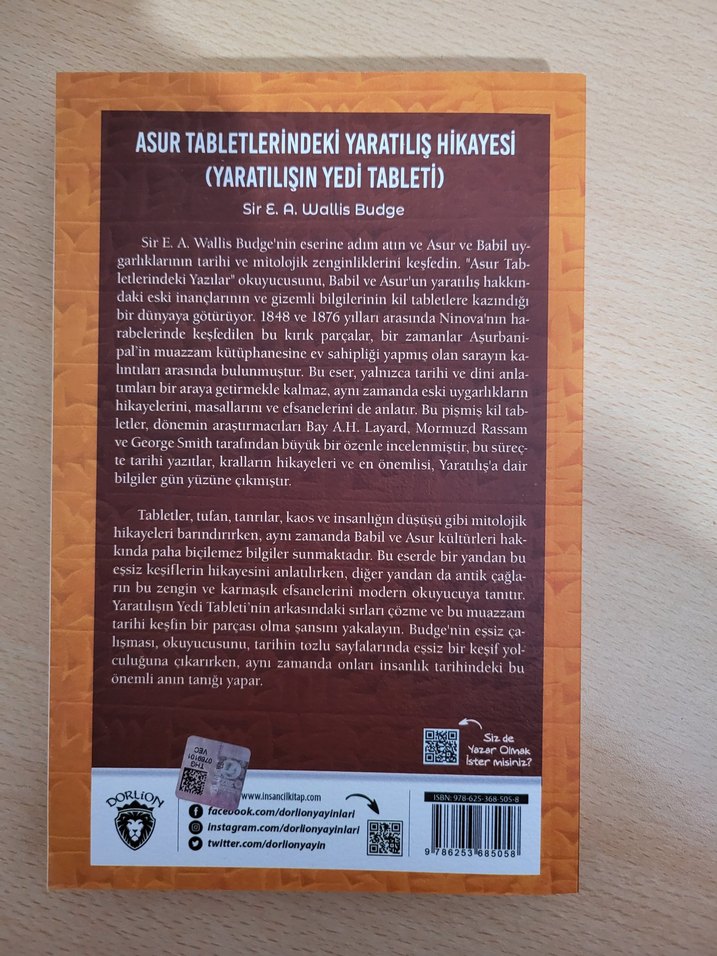 ASUR TABLETLERİNDEKİ YARATILIŞ HİKAYESİ
(YARATILIŞIN YEDİ TABLETİ)
Sir E. A. Wallis Budge
Sir E. A. Wallis Budge'nin eserine adım atın ve Asur ve Babil uy-
garlıklarının tarihi ve mitolojik zenginliklerini keşfedin. "Asur Tab-
letlerindeki Yazılar" okuyucusunu, Babil ve Asur'un yaratılış hakkın-
daki eski inançlarının ve gizemli bilgilerinin kil tabletlere kazındığı
bir dünyaya götürüyor. 1848 ve 1876 yılları arasında Ninova'nın ha-
rabelerinde keşfedilen bu kırık parçalar, bir zamanlar Aşurbani-
pal'in muazzam kütüphanesine ev sahipliği yapmış olan sarayın ka-
lıntıları arasında bulunmuştur. Bu eser, yalnızca tarihi ve dini anla-
tımları bir araya getirmekle kalmaz, aynı zamanda eski uygarlıkların
hikayelerini, masallarını ve efsanelerini de anlatır. Bu pişmiş kil tab-
letler, dönemin araştırmacıları Bay A.H. Layard, Mormuzd Rassam
ve George Smith tarafından büyük bir özenle incelenmiştir, bu süreç-
te tarihi yazıtlar, kralların hikayeleri ve en önemlisi, Yaratılış'a dair
bilgiler gün yüzüne çıkmıştır.
Tabletler, tufan, tanrılar, kaos ve insanlığın düşüşü gibi mitolojik
hikayeleri barındırırken, aynı zamanda Babil ve Asur kültürleri hak-
kında paha biçilemez bilgiler sunmaktadır. Bu eserde bir yandan bu
eşsiz keşiflerin hikayesini anlatılırken, diğer yandan da antik çağla-
rın bu zengin ve karmaşık efsanelerini modern okuyucuya tanıtır.
Yaratılışın Yedi Tableti'nin arkasındaki sırları çözme ve bu muazzam
tarihi keşfin bir parçası olma şansını yakalayın. Budge'nin eşsiz ça-
lışması, okuyucusunu, tarihin tozlu sayfalarında eşsiz bir keşif yol-
culuğuna çıkarırken, aynı zamanda onları insanlık tarihindeki bu
önemli anın tanığı yapar.
Siz de
Yazar Olmak
İster misiniz?
THG
VEC
DORLİON
www.insancilkitap.com
facebook.com/dorlionyayinlari
instagram.com/dorlionyayinlari
twitter.com/dorlionyayin
ISBN: 978-625-368-505-8
9 786253 685058